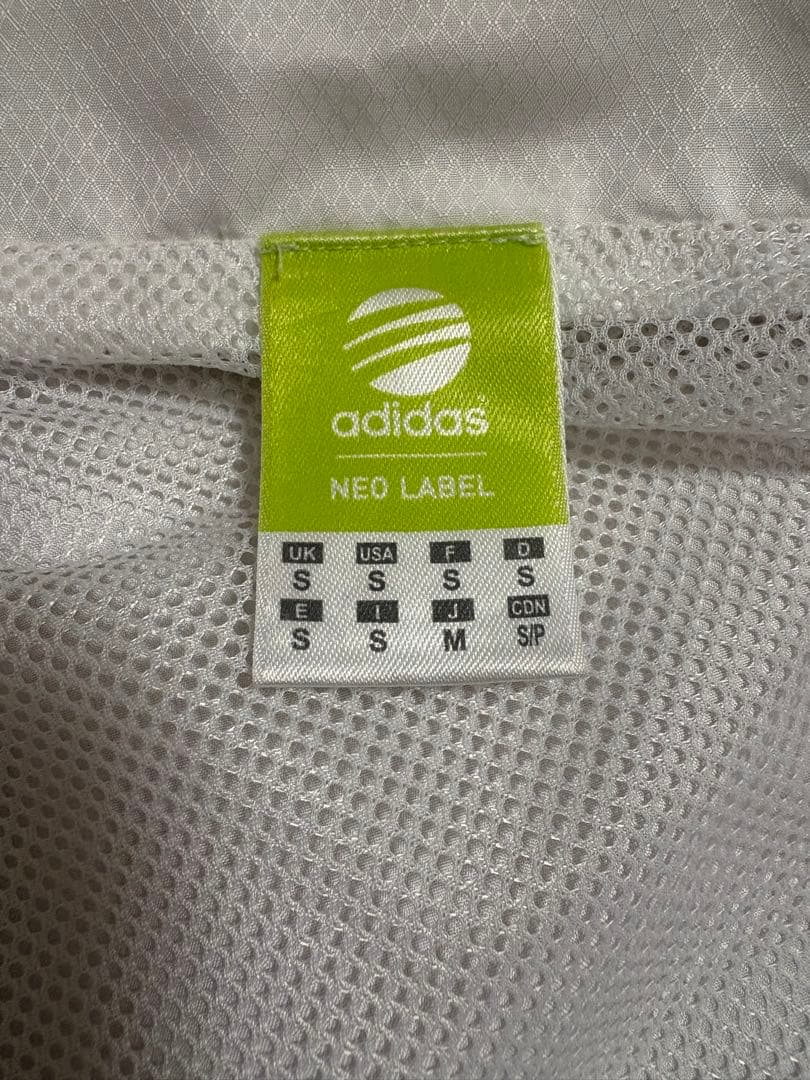 adidas
NEO LABEL
UK USA F D
S S S S
E I J CDN
S S M S/P